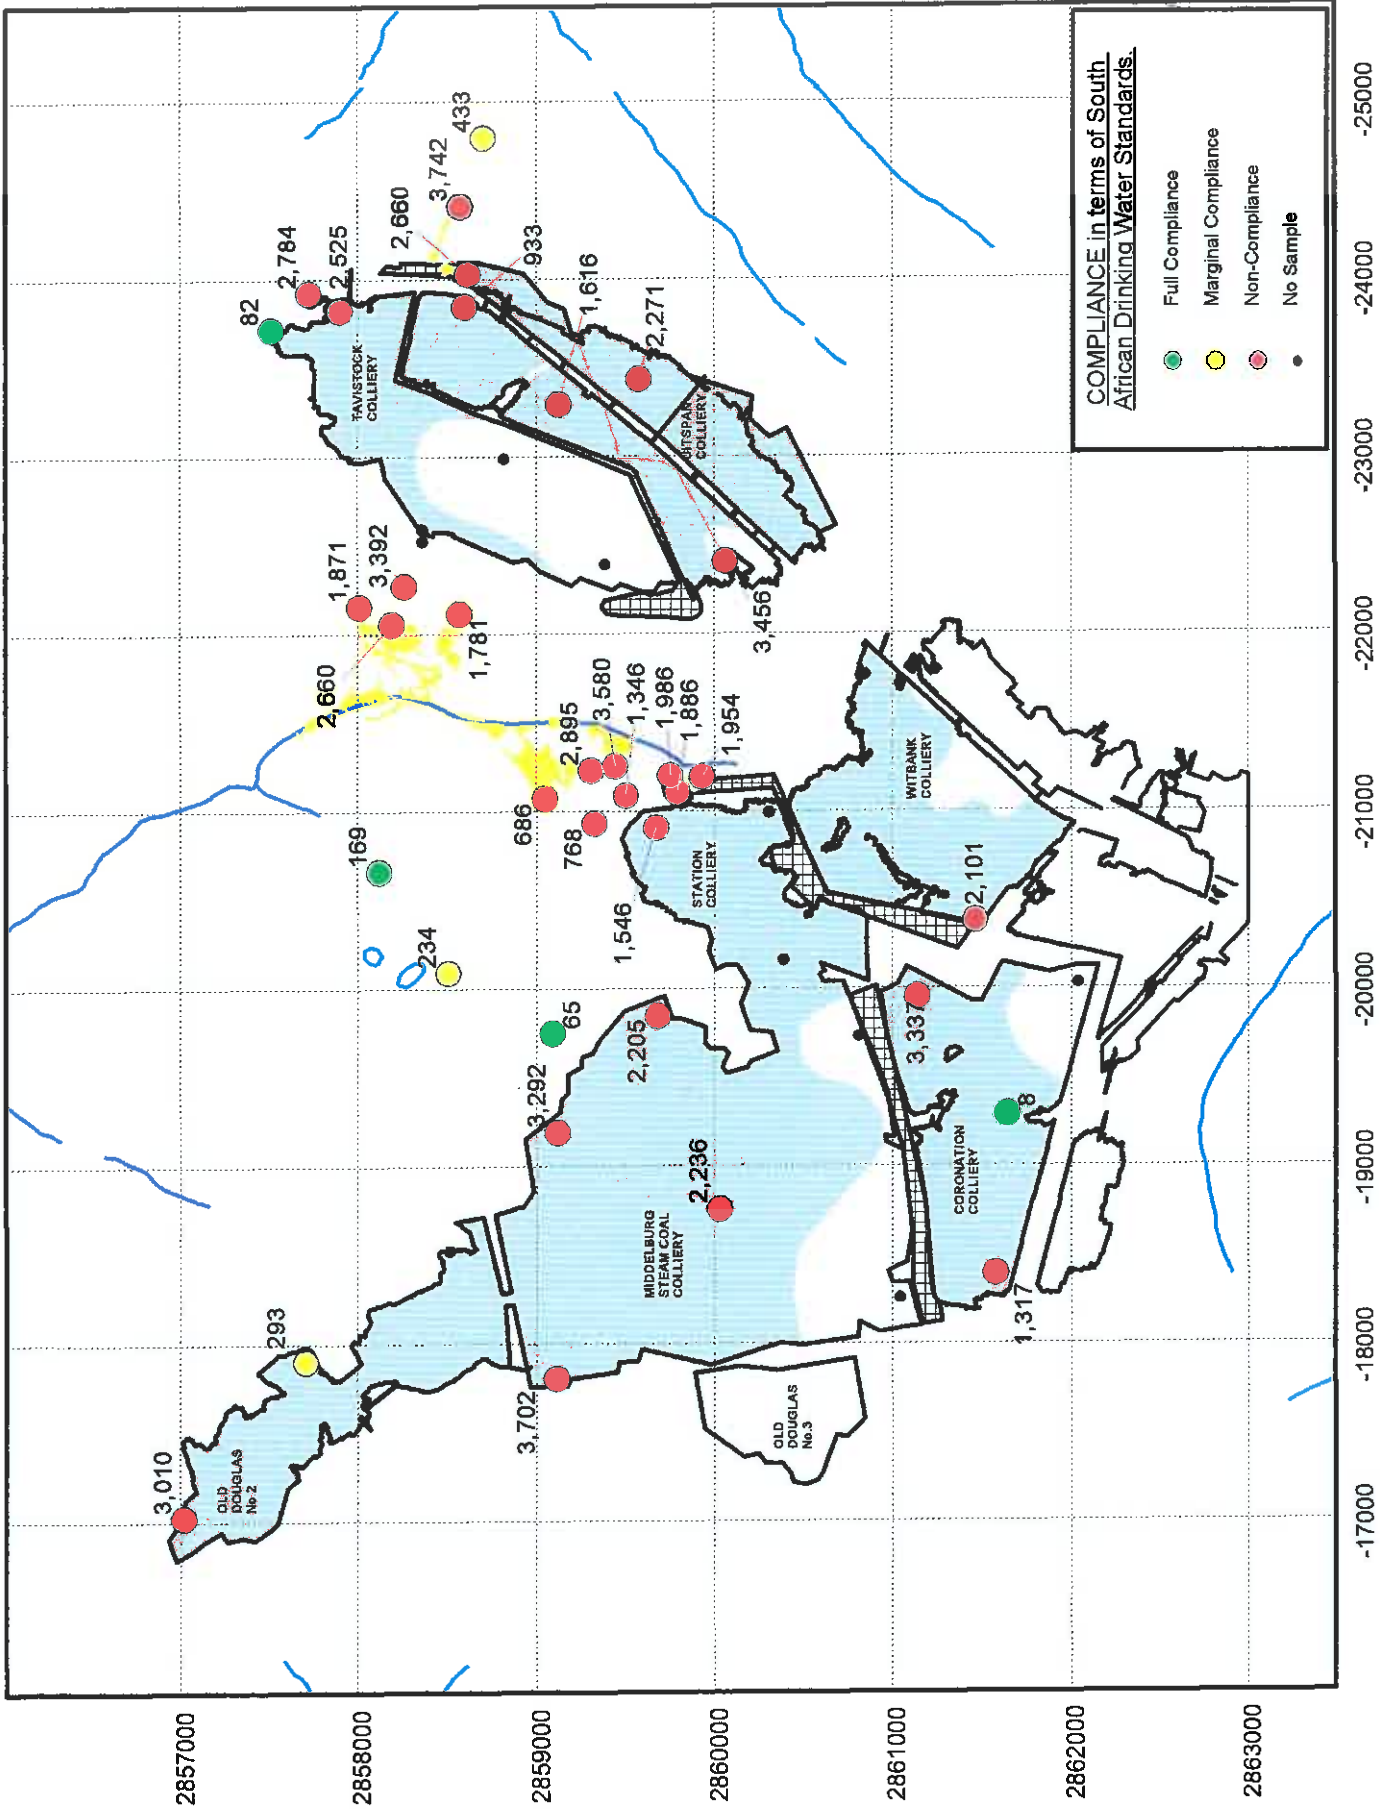 2857000
3,010
OLD
DOUGLAS
No.2
293
82
2,784
2,525
2858000
2,660
169
1,871
3,392
TAVISTOCK
COLLIERY
234
1,781
2,660
3,742
433
2859000
3,702
3,292
65
686
768
2,895
933
3,580
1,616
1,546
2,205
1,346
2,271
MIDDELBURG
STEAM COAL
COLLIERY
1,986
1,886
STATION
COLLIERY
COLLIERY
2860000
2,236
1,954
3,456
OLD
DOUGLAS
No.3
2861000
3,337
WITBANK
COLLIERY
CORONATION
COLLIERY
2,101
8
1,317
2862000
2863000
COMPLIANCE in terms of South
African Drinking Water Standards.
Full Compliance
Marginal Compliance
Non-Compliance
No Sample
-17000
-18000
-19000
-20000
-21000
-22000
-23000
-24000
-25000